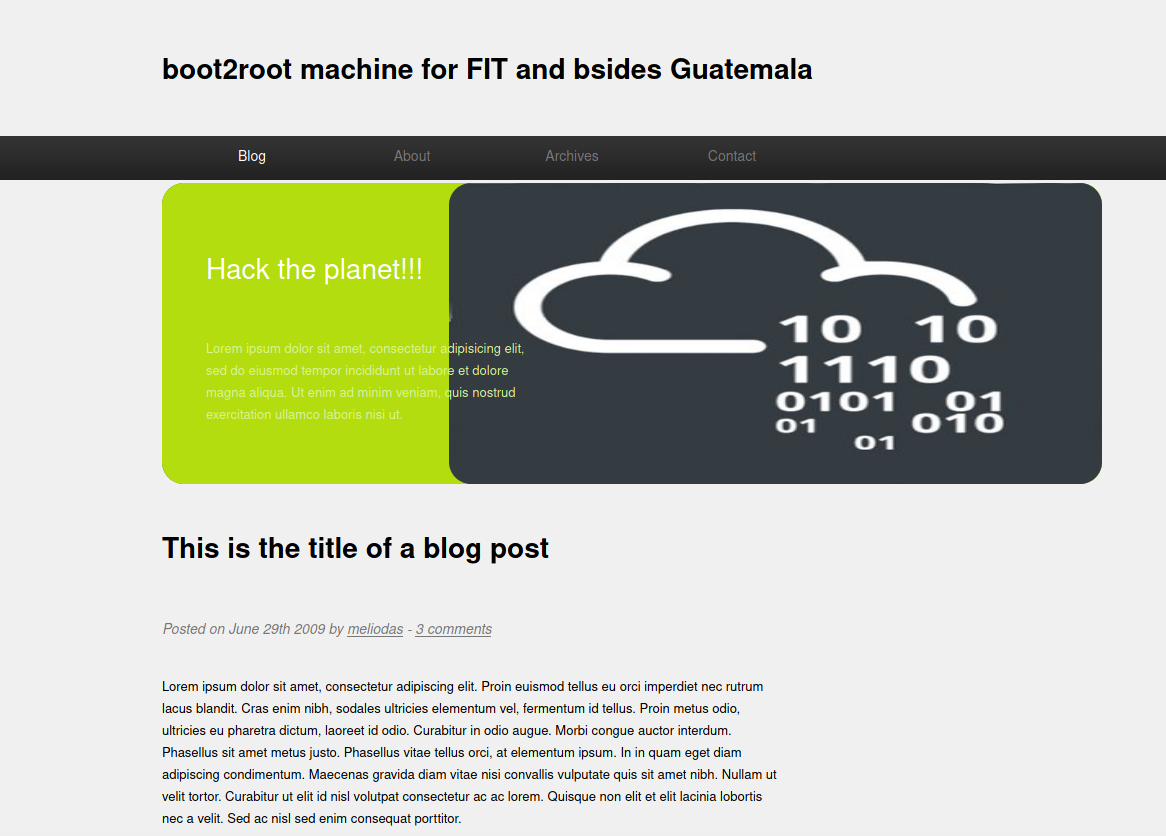 boot2root machine for FIT and bsides Guatemala
Blog About Archives Contact
Hack the planet!!!
Lorem ipsum dolor sit amet, consectetur adipisicing elit,
sed do eiusmod tempor incididunt ut labore et dolore
magna aliqua. Ut enim ad minim veniam, quis nostrud
exercitation ullamco laboris nisi ut.
10 10
1110
0101 01
01 010
01
This is the title of a blog post
Posted on June 29th 2009 by meliodas - 3 comments
Lorem ipsum dolor sit amet, consectetur adipiscing elit. Proin euismod tellus eu orci imperdiet nec rutrum
lacus blandit. Cras enim nibh, sodales ultricies elementum vel, fermentum id tellus. Proin metus odio,
ultricies eu pharetra dictum, laoreet id odio. Curabitur in odio augue. Morbi congue auctor interdum.
Phasellus sit amet metus justo. Phasellus vitae tellus orci, at elementum ipsum. In in quam eget diam
adipiscing condimentum. Maecenas gravida diam vitae nisi convallis vulputate quis sit amet nibh. Nullam ut
velit tortor. Curabitur ut elit id nisl volutpat consectetur ac ac lorem. Quisque non elit et elit lacinia lobortis
nec a velit. Sed ac nisl sed enim consequat porttitor.